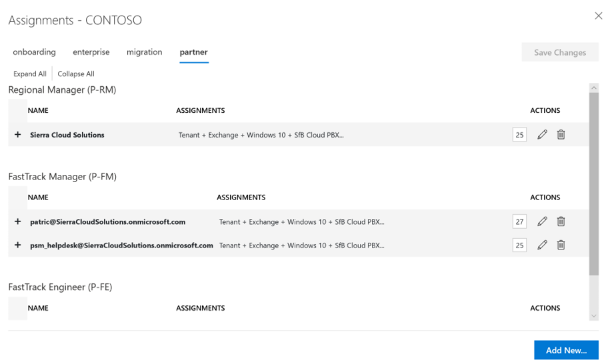 Assignments - CONTOSO
onboarding enterprise migration partner
Save Changes
Expand All Collapse All
Regional Manager (P-RM)
NAME ASSIGNMENTS ACTIONS
Sierra Cloud Solutions Tenant + Exchange + Windows 10 + SfB Cloud PBX... 25
FastTrack Manager (P-FM)
NAME ASSIGNMENTS ACTIONS
patric@SierraCloudSolutions.onmicrosoft.com Tenant + Exchange + Windows 10 + SfB Cloud PBX... 27
psm_helpdesk@SierraCloudSolutions.onmicrosoft.com Tenant + Exchange + Windows 10 + SfB Cloud PBX... 25
FastTrack Engineer (P-FE)
NAME ASSIGNMENTS ACTIONS
Add New...